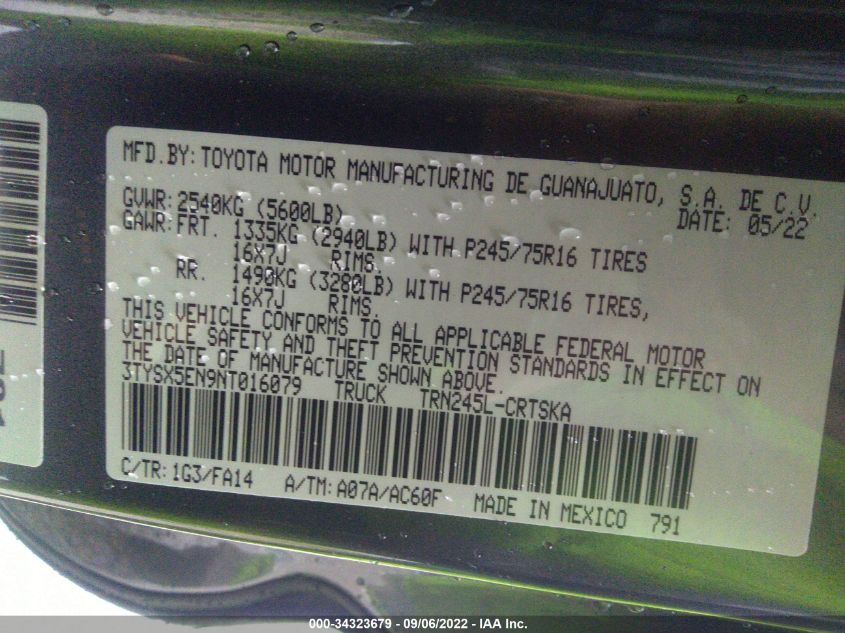 MFD.BY:TOYOTA MOTOR MANUFACTURING DE GUANAJUATO, S.A. DE C.V.
GVWR:2540KG (5600LB) DATE: 05/22
GAWR:FRT. 1335KG (2940LB) WITH P245/75R16 TIRES
16X7J RIMS.
RR. 1490KG (3280LB) WITH P245/75R16 TIRES,
16X7J RIMS.
THIS VEHICLE CONFORMS TO ALL APPLICABLE FEDERAL MOTOR
VEHICLE SAFETY AND THEFT PREVENTION STANDARDS IN EFFECT ON
THE DATE OF MANUFACTURE SHOWN ABOVE.
3TYSX5EN9NT016079 TRUCK TRN245L-CRTSKA
C/TR:1G3/FA14 A/TM:A07A/AC60F MADE IN MEXICO 791
000-34323679 - 09/06/2022 - IAA Inc.